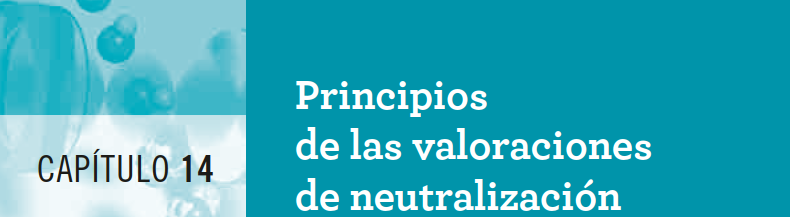 CAPÍTULO 14
Principios
de las valoraciones
de neutralización